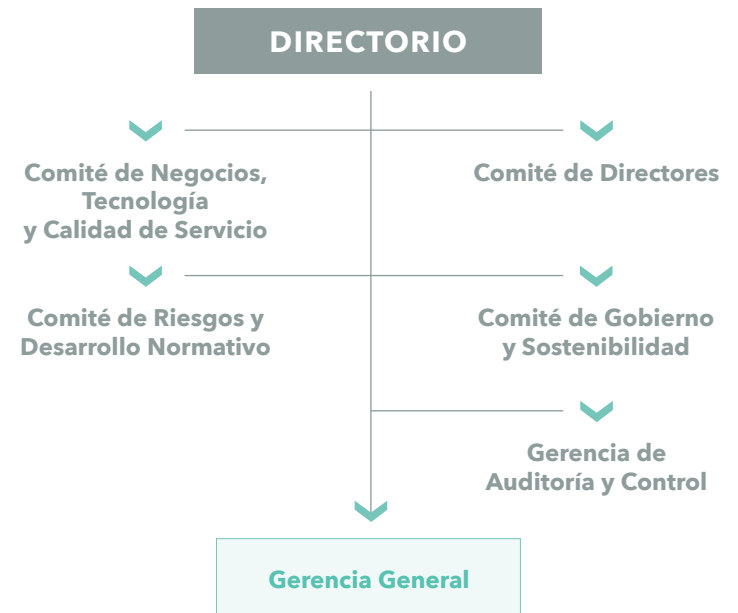 DIRECTORIO
Comité de Negocios,
Tecnología
y Calidad de Servicio
Comité de Directores
Comité de Riesgos y
Desarrollo Normativo
Comité de Gobierno
y Sostenibilidad
Gerencia de
Auditoría y Control
Gerencia General